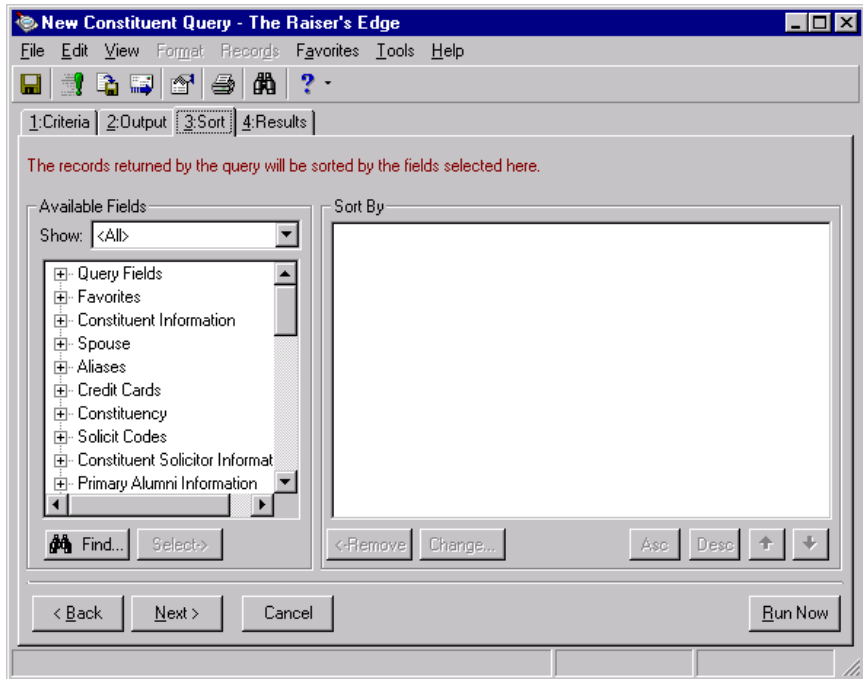 New Constituent Query - The Raiser's Edge
File Edit View Format Records Favorites Tools Help
?
1:Criteria 2:Output 3:Sort 4:Results
The records returned by the query will be sorted by the fields selected here.
Available Fields
Show: <All>
Query Fields
Favorites
Constituent Information
Spouse
Aliases
Credit Cards
Constituency
Solicit Codes
Constituent Solicitor Informat
Primary Alumni Information
Find... Select->
Sort By
<-Remove Change... Asc Desc
< Back Next > Cancel Run Now